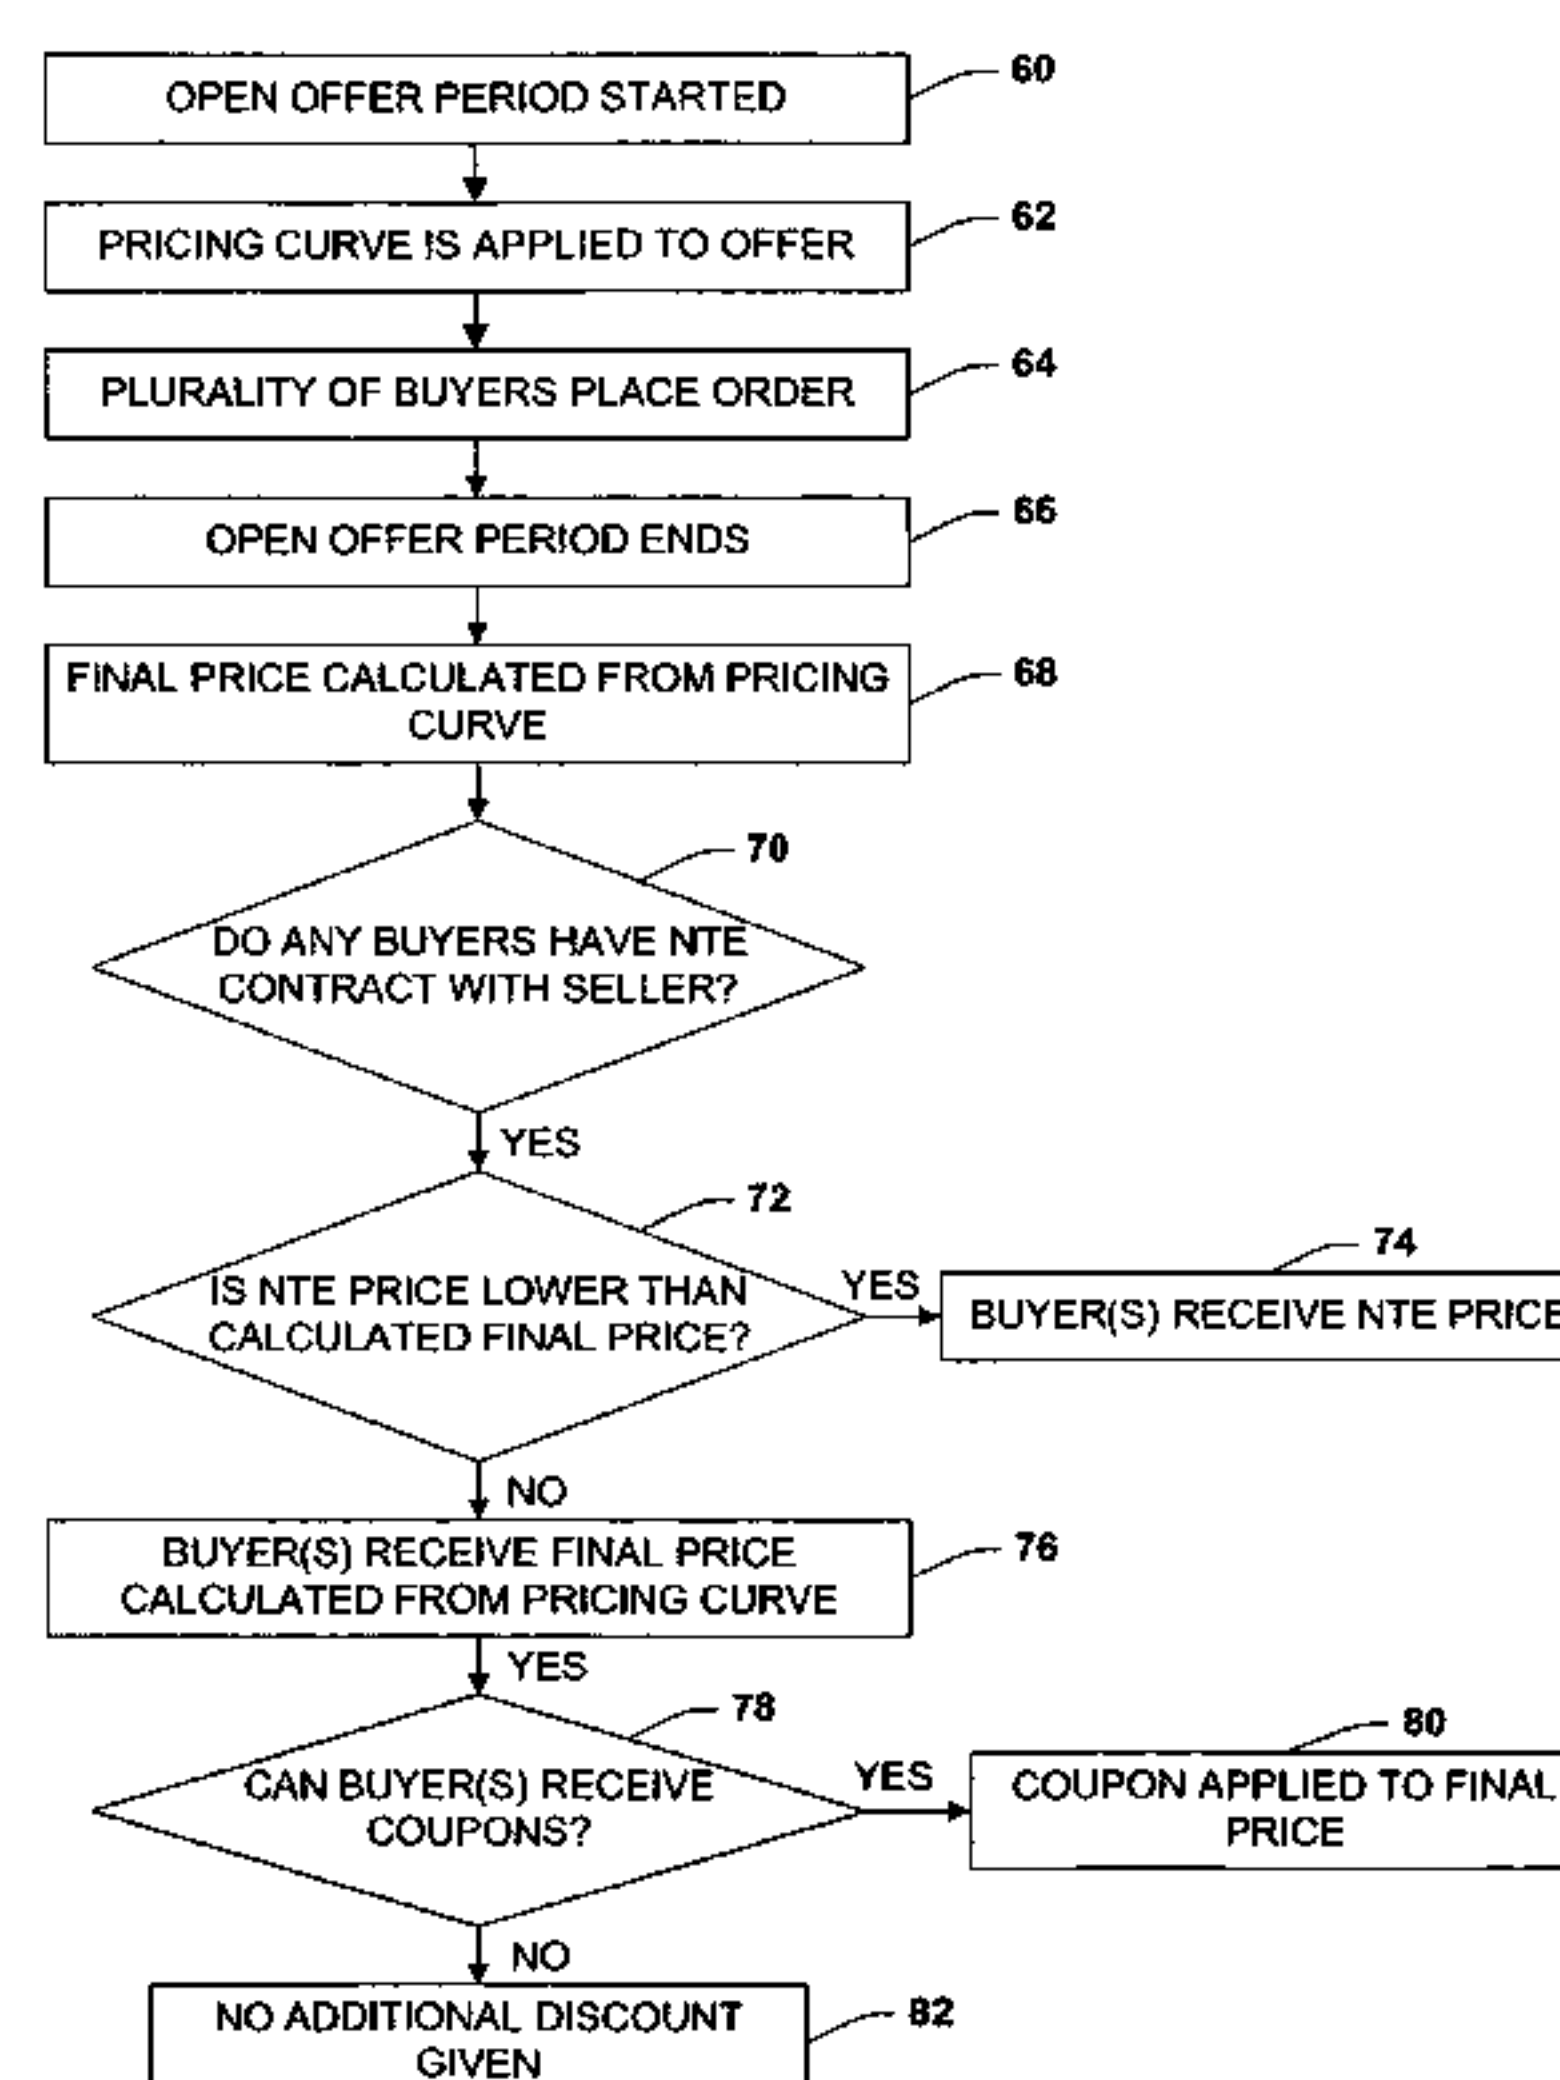 OPEN OFFER PERIOD STARTED
60
PRICING CURVE IS APPLIED TO OFFER
62
PLURALITY OF BUYERS PLACE ORDER
64
OPEN OFFER PERIOD ENDS
66
FINAL PRICE CALCULATED FROM PRICING
CURVE
68
70
DO ANY BUYERS HAVE NTE
CONTRACT WITH SELLER?
YES
72
IS NTE PRICE LOWER THAN
CALCULATED FINAL PRICE?
YES
74
BUYER(S) RECEIVE NTE PRICE
NO
BUYER(S) RECEIVE FINAL PRICE
CALCULATED FROM PRICING CURVE
76
YES
78
CAN BUYER(S) RECEIVE
COUPONS?
YES
80
COUPON APPLIED TO FINAL
PRICE
NO
NO ADDITIONAL DISCOUNT
GIVEN
82